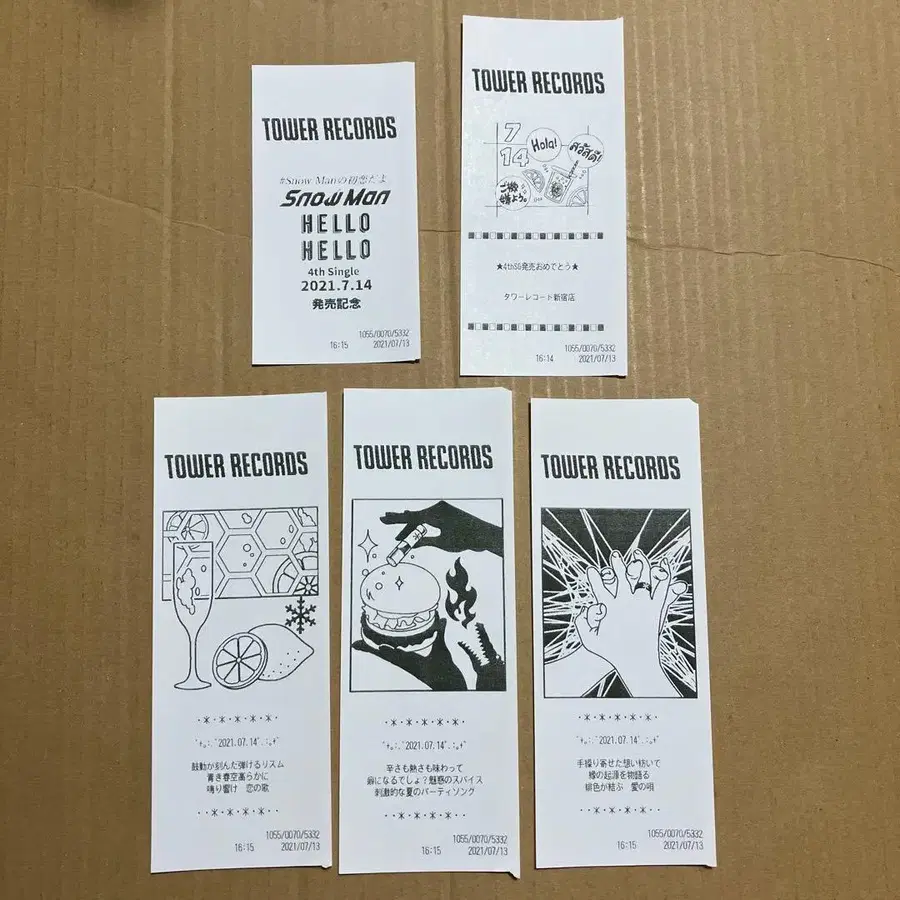 TOWER RECORDS
#Snow Manの初恋だよ
Snow Man
HELLO
HELLO
4th Single
2021.7.14
発売記念
1055/0070/5332
16:15 2021/07/13
TOWER RECORDS
7
14
Hola!
สวัสดี!
ご機
嫌よう。
★4thSG発売おめでとう★
タワーレコード新宿店
1055/0070/5332
16:14 2021/07/13
TOWER RECORDS
・*・*・*・*・*・
2021.07.14
鼓動が刻んだ弾けるリズム
青き春空高らかに
鳴り響け 恋の歌
・・*・*・*・*・・
1055/0070/5332
16:15 2021/07/13
TOWER RECORDS
・*・*・*・*・*・
2021.07.14
辛さも熱さも味わって
癖になるでしょ?魅惑のスパイス
刺激的な夏のパーティソング
・・*・*・*・*・・
1055/0070/5332
16:15 2021/07/13
TOWER RECORDS
・*・*・*・*・*・
2021.07.14
手繰り寄せた想い紡いで
縁の起源を物語る
緋色が結ぶ 愛の唄
・・*・*・*・*・・
1055/0070/5332
16:15 2021/07/13